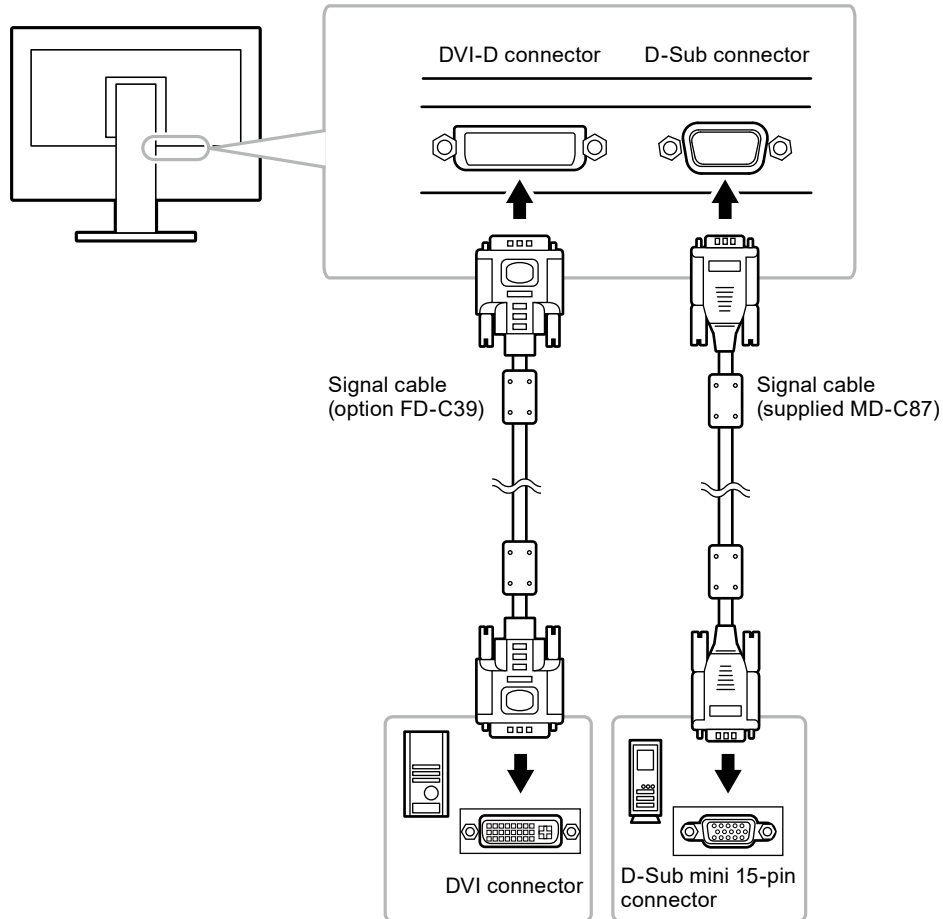 DVI-D connector
D-Sub connector
Signal cable
(option FD-C39)
Signal cable
(supplied MD-C87)
DVI connector
D-Sub mini 15-pin
connector